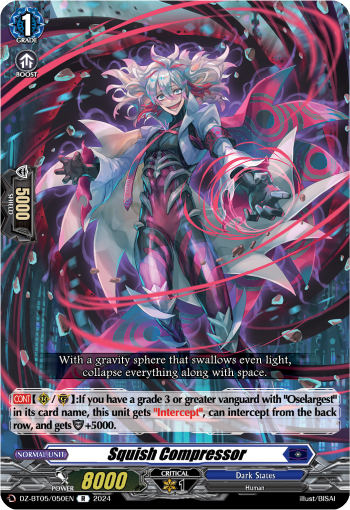 1
GRADE
BOOST
5000
SHIELD
With a gravity sphere that swallows even light,
collapse everything along with space.
CONT【 / 】:If you have a grade 3 or greater vanguard with "Oselargest"
in its card name, this unit gets "Intercept", can intercept from the back
row, and gets +5000.
NORMAL UNIT
Squish Compressor
POWER 8000
CRITICAL
1
Dark States
Human
DZ-BT05/050EN R 2024
illust/BISAI